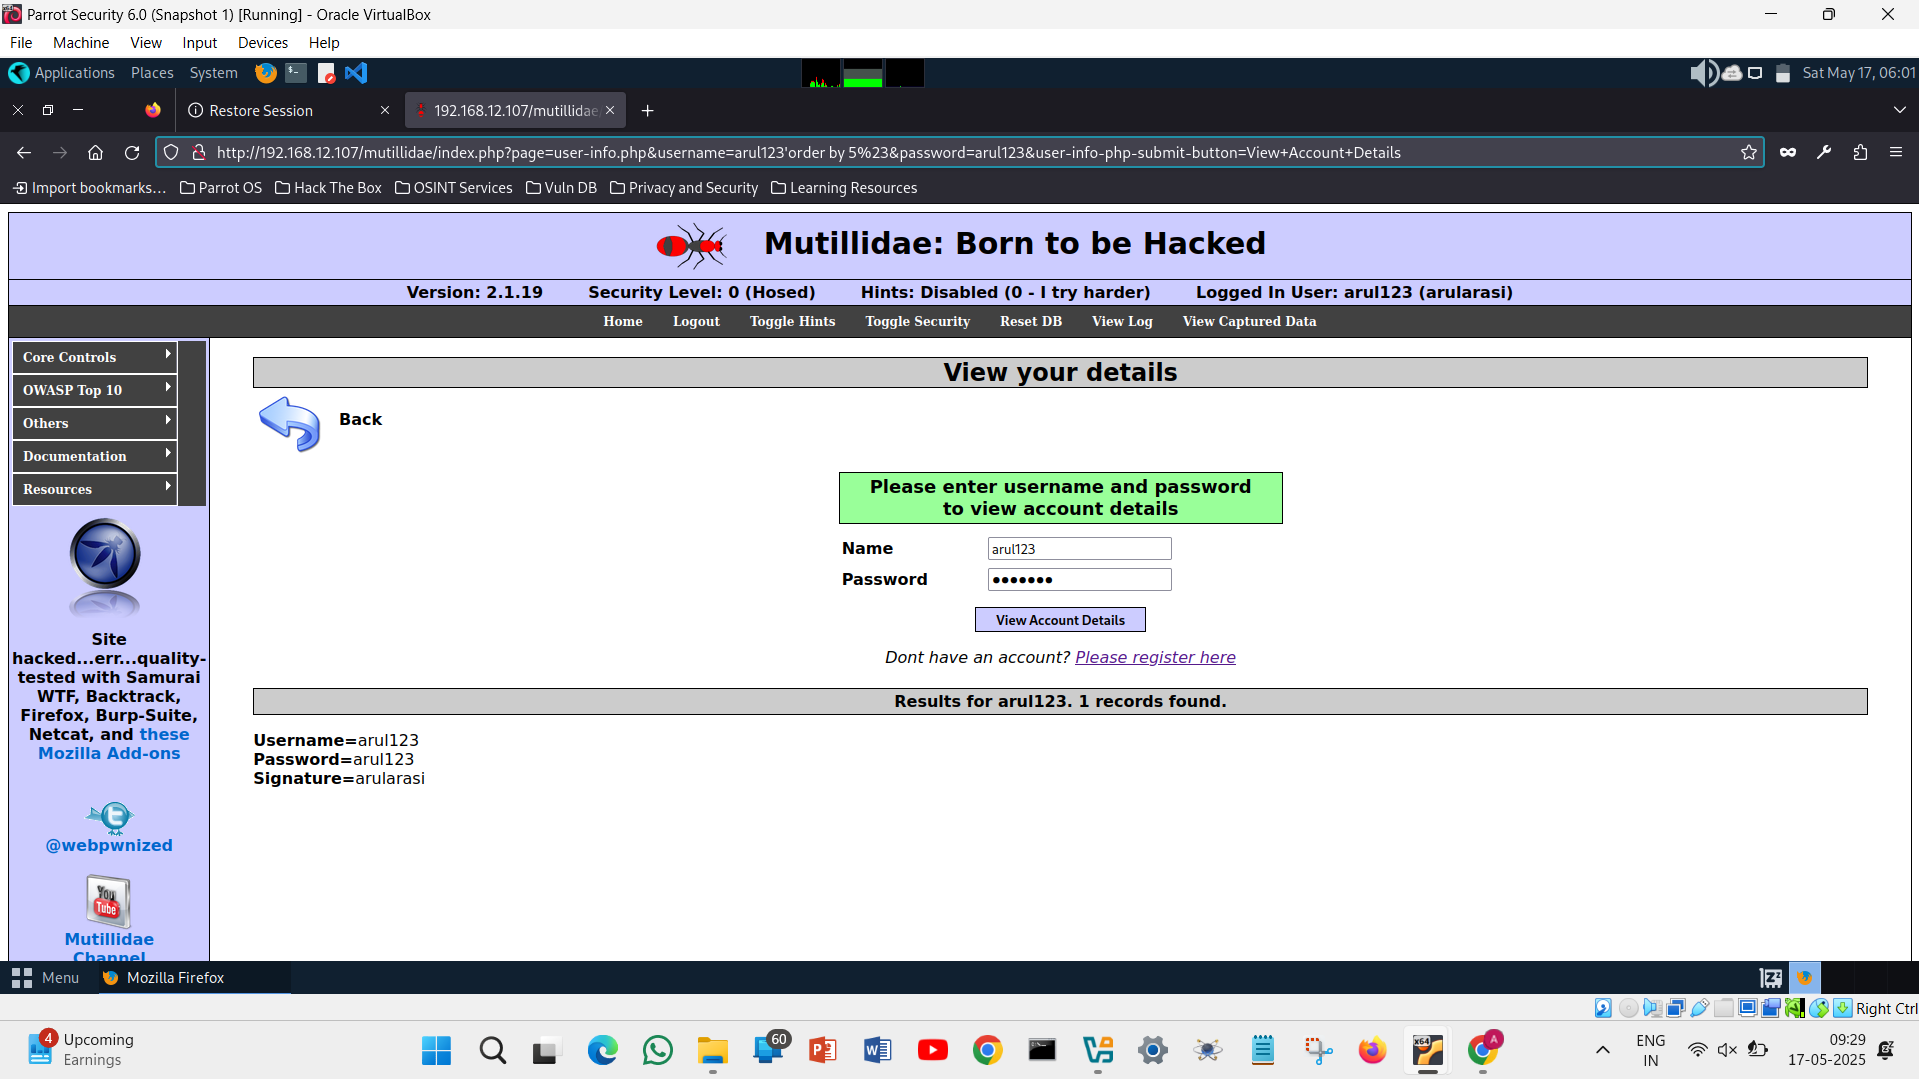 Parrot Security 6.0 (Snapshot 1) [Running] - Oracle VirtualBox
File Machine View Input Devices Help
Applications Places System
Sat May 17, 06:01
Restore Session
192.168.12.107/mutillidae/
http://192.168.12.107/mutillidae/index.php?page=user-info.php&username=arul123'order by 5%23&password=arul123&user-info-php-submit-button=View+Account+Details
Import bookmarks... Parrot OS Hack The Box OSINT Services Vuln DB Privacy and Security Learning Resources
Mutillidae: Born to be Hacked
Version: 2.1.19 Security Level: 0 (Hosed) Hints: Disabled (0 - I try harder) Logged In User: arul123 (arularasi)
Home Logout Toggle Hints Toggle Security Reset DB View Log View Captured Data
Core Controls
OWASP Top 10
Others
Documentation
Resources
Site
hacked...err...quality-
tested with Samurai
WTF, Backtrack,
Firefox, Burp-Suite,
Netcat, and these
Mozilla Add-ons
@webpwnized
You
Tube
Mutillidae
Channel
View your details
Back
Please enter username and password
to view account details
Name arul123
Password ●●●●●●●
View Account Details
Dont have an account? Please register here
Results for arul123. 1 records found.
Username=arul123
Password=arul123
Signature=arularasi
Menu Mozilla Firefox
Right Ctrl
4
Upcoming
Earnings
60
x64
A
ENG
IN
09:29
17-05-2025